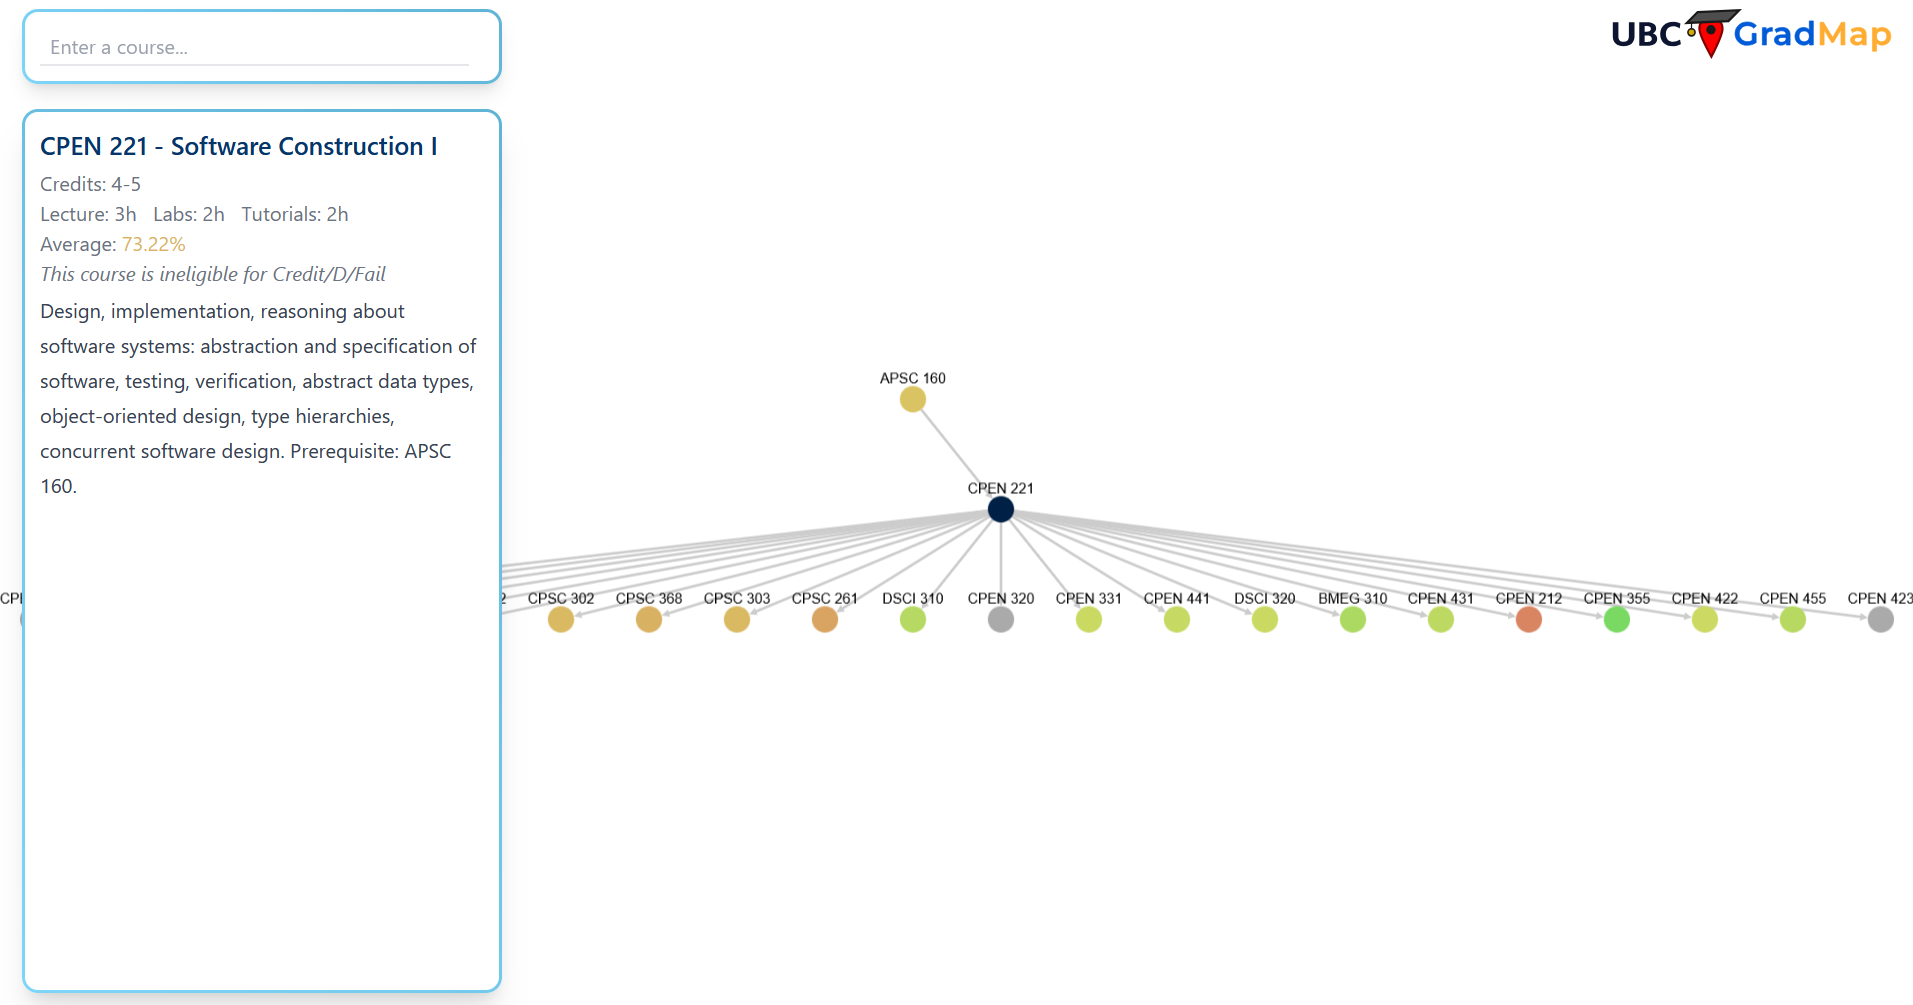 Enter a course...
UBC GradMap
CPEN 221 - Software Construction I
Credits: 4-5
Lecture: 3h Labs: 2h Tutorials: 2h
Average: 73.22%
This course is ineligible for Credit/D/Fail
Design, implementation, reasoning about
software systems: abstraction and specification of
software, testing, verification, abstract data types,
object-oriented design, type hierarchies,
concurrent software design. Prerequisite: APSC
160.
APSC 160
CPEN 221
CPSC 302 CPSC 368 CPSC 303 CPSC 261 DSCI 310 CPEN 320 CPEN 331 CPEN 441 DSCI 320 BMEG 310 CPEN 431 CPEN 212 CPEN 355 CPEN 422 CPEN 455 CPEN 423